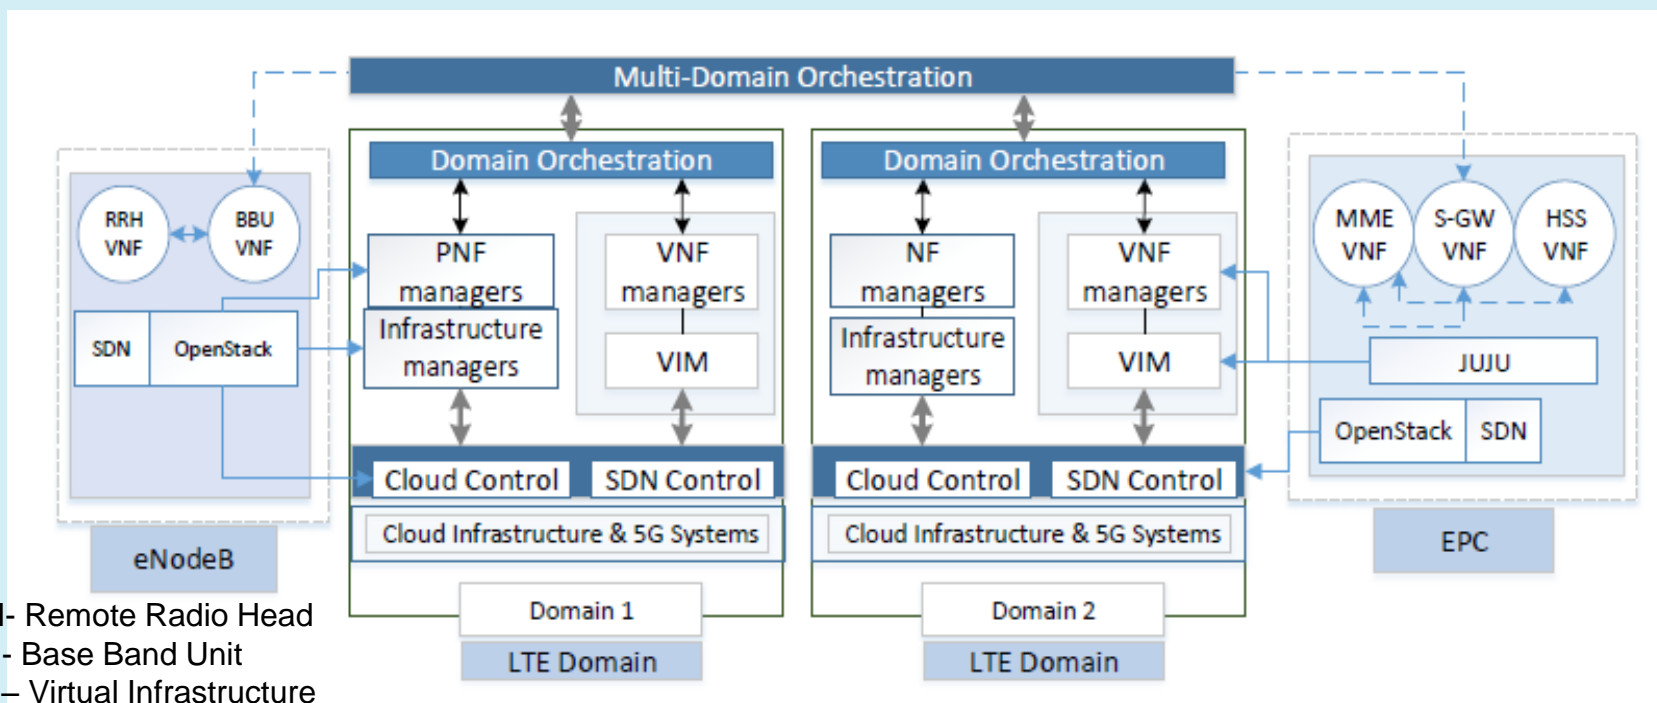 Multi-Domain Orchestration
Domain Orchestration
Domain Orchestration
RRH
VNF
BBU
VNF
SDN
OpenStack
eNodeB
PNF
managers
Infrastructure
managers
VNF
managers
VIM
Cloud Control
SDN Control
Cloud Infrastructure & 5G Systems
Domain 1
LTE Domain
NF
managers
Infrastructure
managers
VNF
managers
VIM
Cloud Control
SDN Control
Cloud Infrastructure & 5G Systems
Domain 2
LTE Domain
MME
VNF
S-GW
VNF
HSS
VNF
JUJU
OpenStack
SDN
EPC
- Remote Radio Head
- Base Band Unit
– Virtual Infrastructure